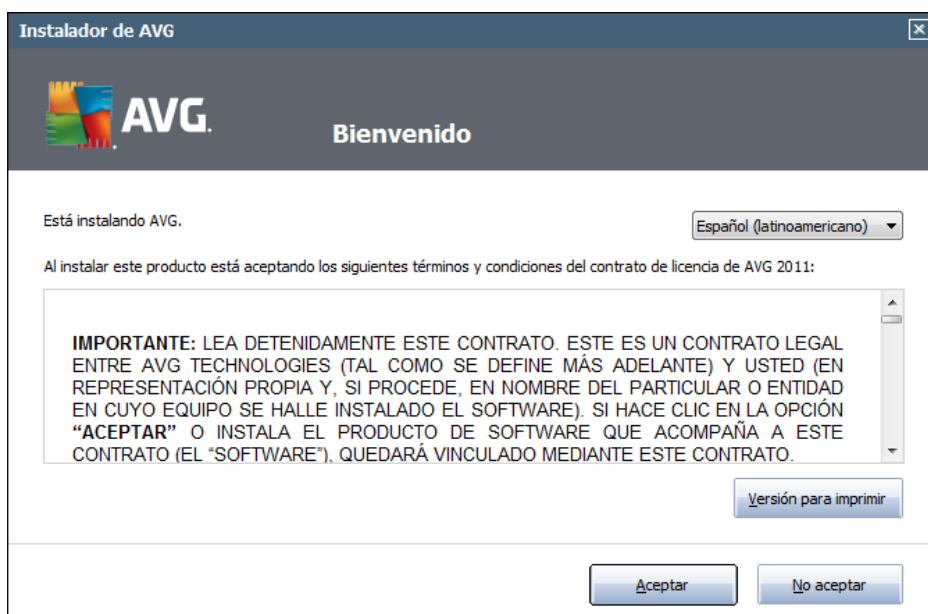 Instalador de AVG
AVG.
Bienvenido
Está instalando AVG.
Español (latinoamericano)
Al instalar este producto está aceptando los siguientes términos y condiciones del contrato de licencia de AVG 2011:
IMPORTANTE: LEA DETENIDAMENTE ESTE CONTRATO. ESTE ES UN CONTRATO LEGAL
ENTRE AVG TECHNOLOGIES (TAL COMO SE DEFINE MÁS ADELANTE) Y USTED (EN
REPRESENTACIÓN PROPIA Y, SI PROCEDE, EN NOMBRE DEL PARTICULAR O ENTIDAD
EN CUYO EQUIPO SE HALLE INSTALADO EL SOFTWARE). SI HACE CLIC EN LA OPCIÓN
“ACEPTAR” O INSTALA EL PRODUCTO DE SOFTWARE QUE ACOMPAÑA A ESTE
CONTRATO (EL “SOFTWARE”), QUEDARÁ VINCULADO MEDIANTE ESTE CONTRATO.
Versión para imprimir
Aceptar
No aceptar